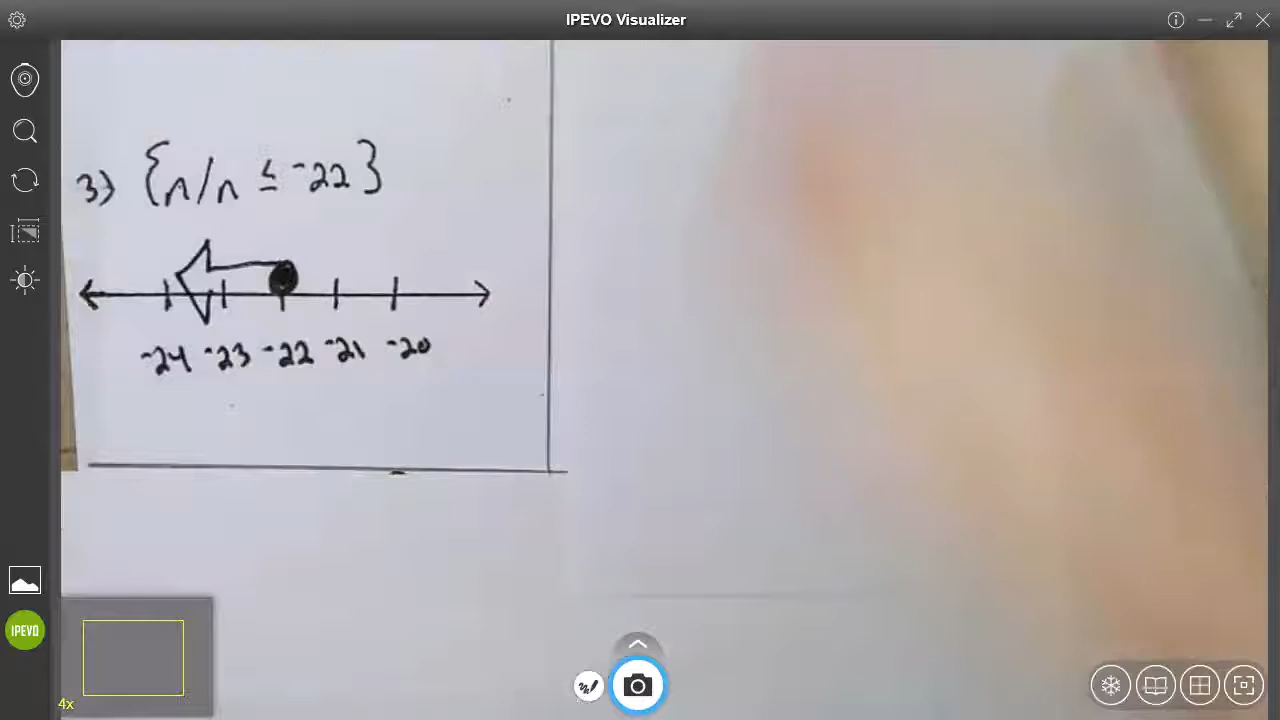 IPEVO Visualizer
3) {n/n ≤ -22}
-24 -23 -22 -21 -20
IPEVO
4x